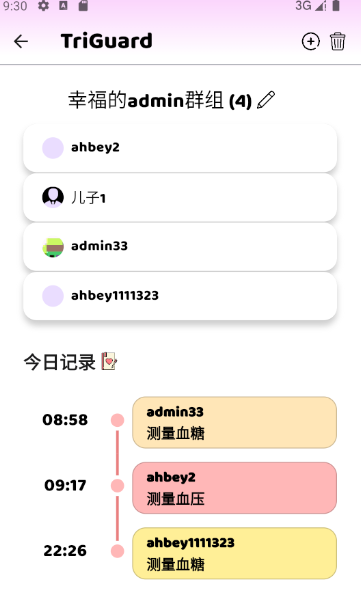 9:30
3G
TriGuard
幸福的admin群组 (4)
ahbey2
儿子1
admin33
ahbey1111323
今日记录
08:58
admin33
测量血糖
09:17
ahbey2
测量血压
22:26
ahbey1111323
测量血糖